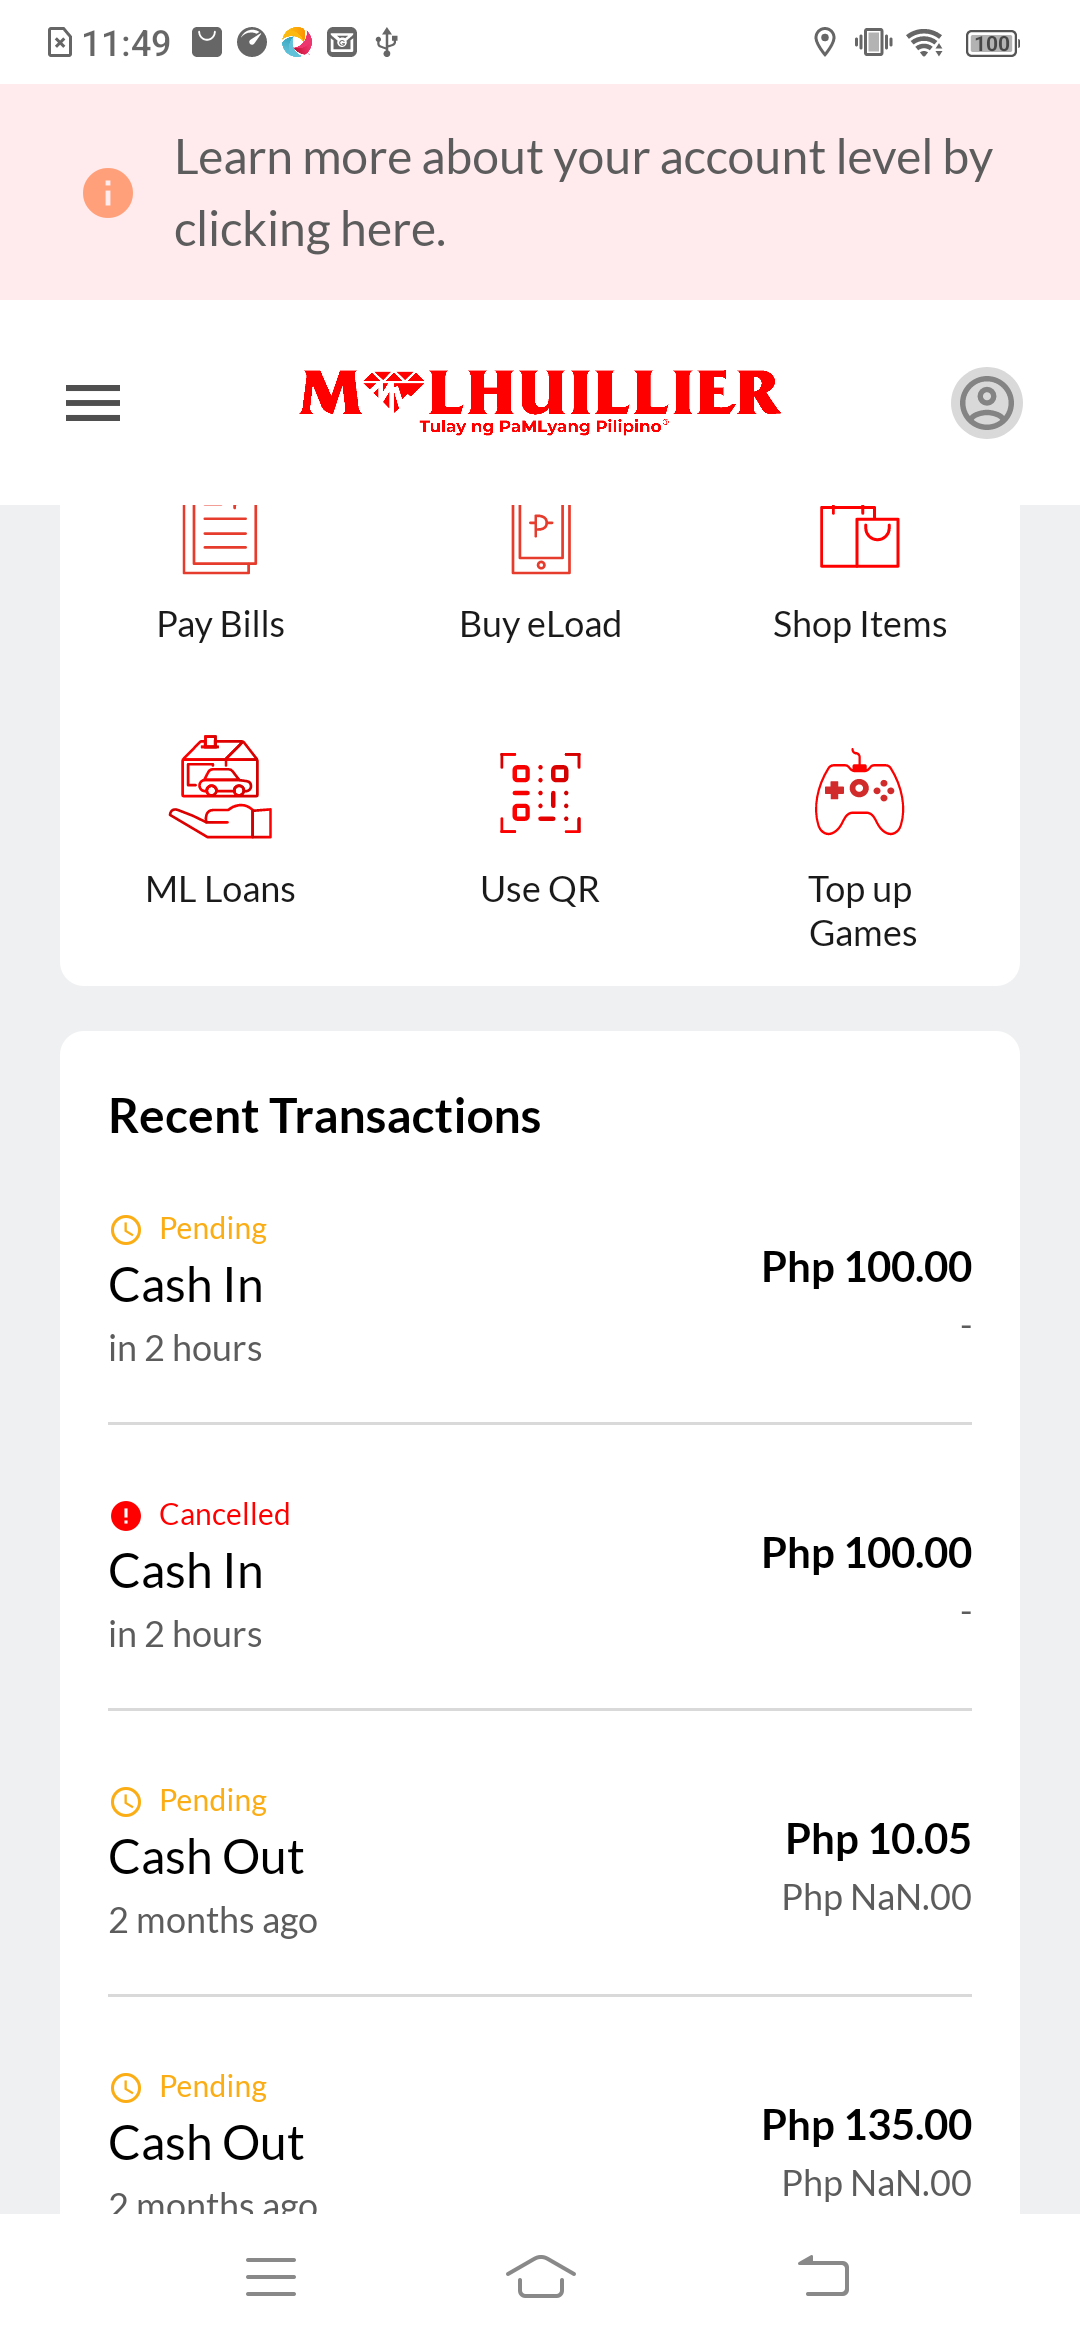 11:49
100
Learn more about your account level by
clicking here.
M LHUILLIER
Tulay ng PaMLyang Pilipino®
Pay Bills
Buy eLoad
Shop Items
ML Loans
Use QR
Top up
Games
Recent Transactions
Pending
Cash In
Php 100.00
-
in 2 hours
Cancelled
Cash In
Php 100.00
-
in 2 hours
Pending
Cash Out
Php 10.05
Php NaN.00
2 months ago
Pending
Cash Out
Php 135.00
Php NaN.00
2 months ago